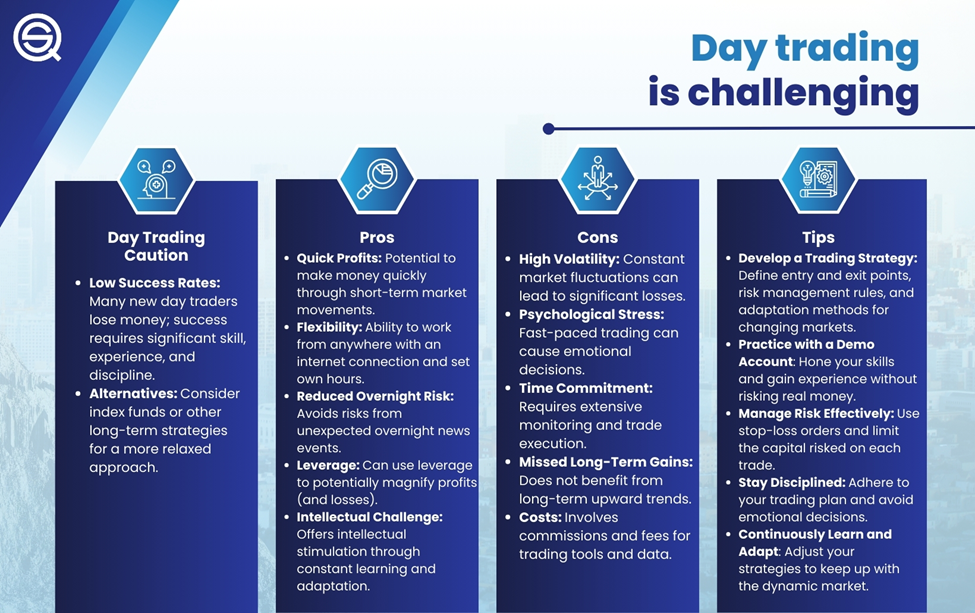 Day trading
is challenging
Day Trading
Caution
• Low Success Rates:
Many new day traders
lose money; success
requires significant skill,
experience, and
discipline.
• Alternatives: Consider
index funds or other
long-term strategies
for a more relaxed
approach.
Pros
• Quick Profits: Potential to
make money quickly
through short-term market
movements.
• Flexibility: Ability to work
from anywhere with an
internet connection and set
own hours.
• Reduced Overnight Risk:
Avoids risks from
unexpected overnight news
events.
• Leverage: Can use leverage
to potentially magnify profits
(and losses).
• Intellectual Challenge:
Offers intellectual
stimulation through
constant learning and
adaptation.
Cons
• High Volatility: Constant
market fluctuations can
lead to significant losses.
• Psychological Stress:
Fast-paced trading can
cause emotional
decisions.
• Time Commitment:
Requires extensive
monitoring and trade
execution.
• Missed Long-Term Gains:
Does not benefit from
long-term upward trends.
• Costs: Involves
commissions and fees for
trading tools and data.
Tips
• Develop a Trading Strategy:
Define entry and exit points,
risk management rules, and
adaptation methods for
changing markets.
• Practice with a Demo
Account: Hone your skills
and gain experience without
risking real money.
• Manage Risk Effectively: Use
stop-loss orders and limit
the capital risked on each
trade.
• Stay Disciplined: Adhere to
your trading plan and avoid
emotional decisions.
• Continuously Learn and
Adapt: Adjust your
strategies to keep up with
the dynamic market.